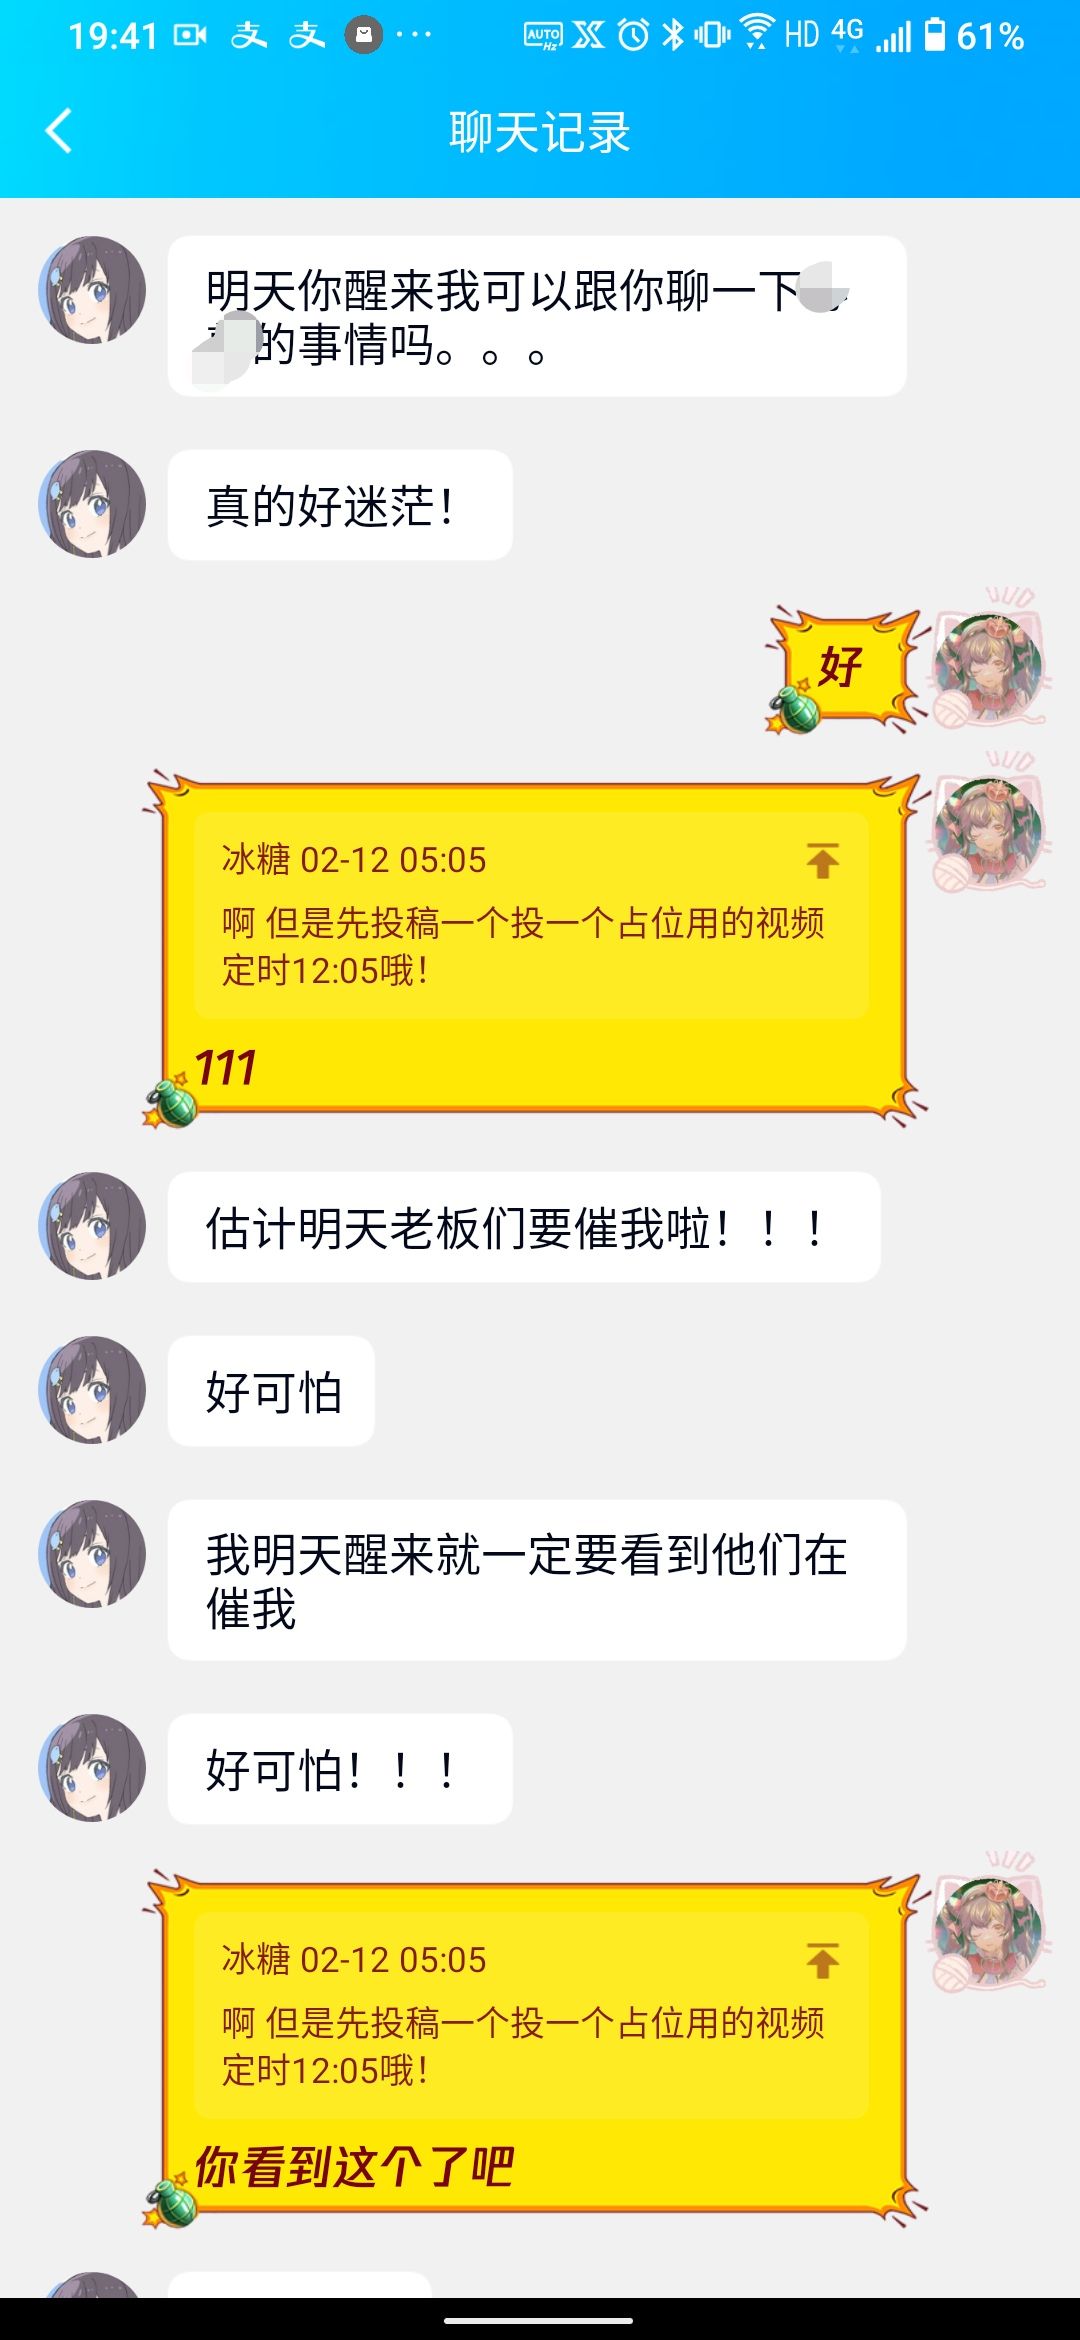 19:41 支 支 ··· AUTO Hz HD 4G 61%
聊天记录
明天你醒来我可以跟你聊一下
的事情吗。。。
真的好迷茫！
好
冰糖 02-12 05:05
啊 但是先投稿一个投一个占位用的视频
定时12:05哦！
111
估计明天老板们要催我啦！！！
好可怕
我明天醒来就一定要看到他们在
催我
好可怕！！！
冰糖 02-12 05:05
啊 但是先投稿一个投一个占位用的视频
定时12:05哦！
你看到这个了吧